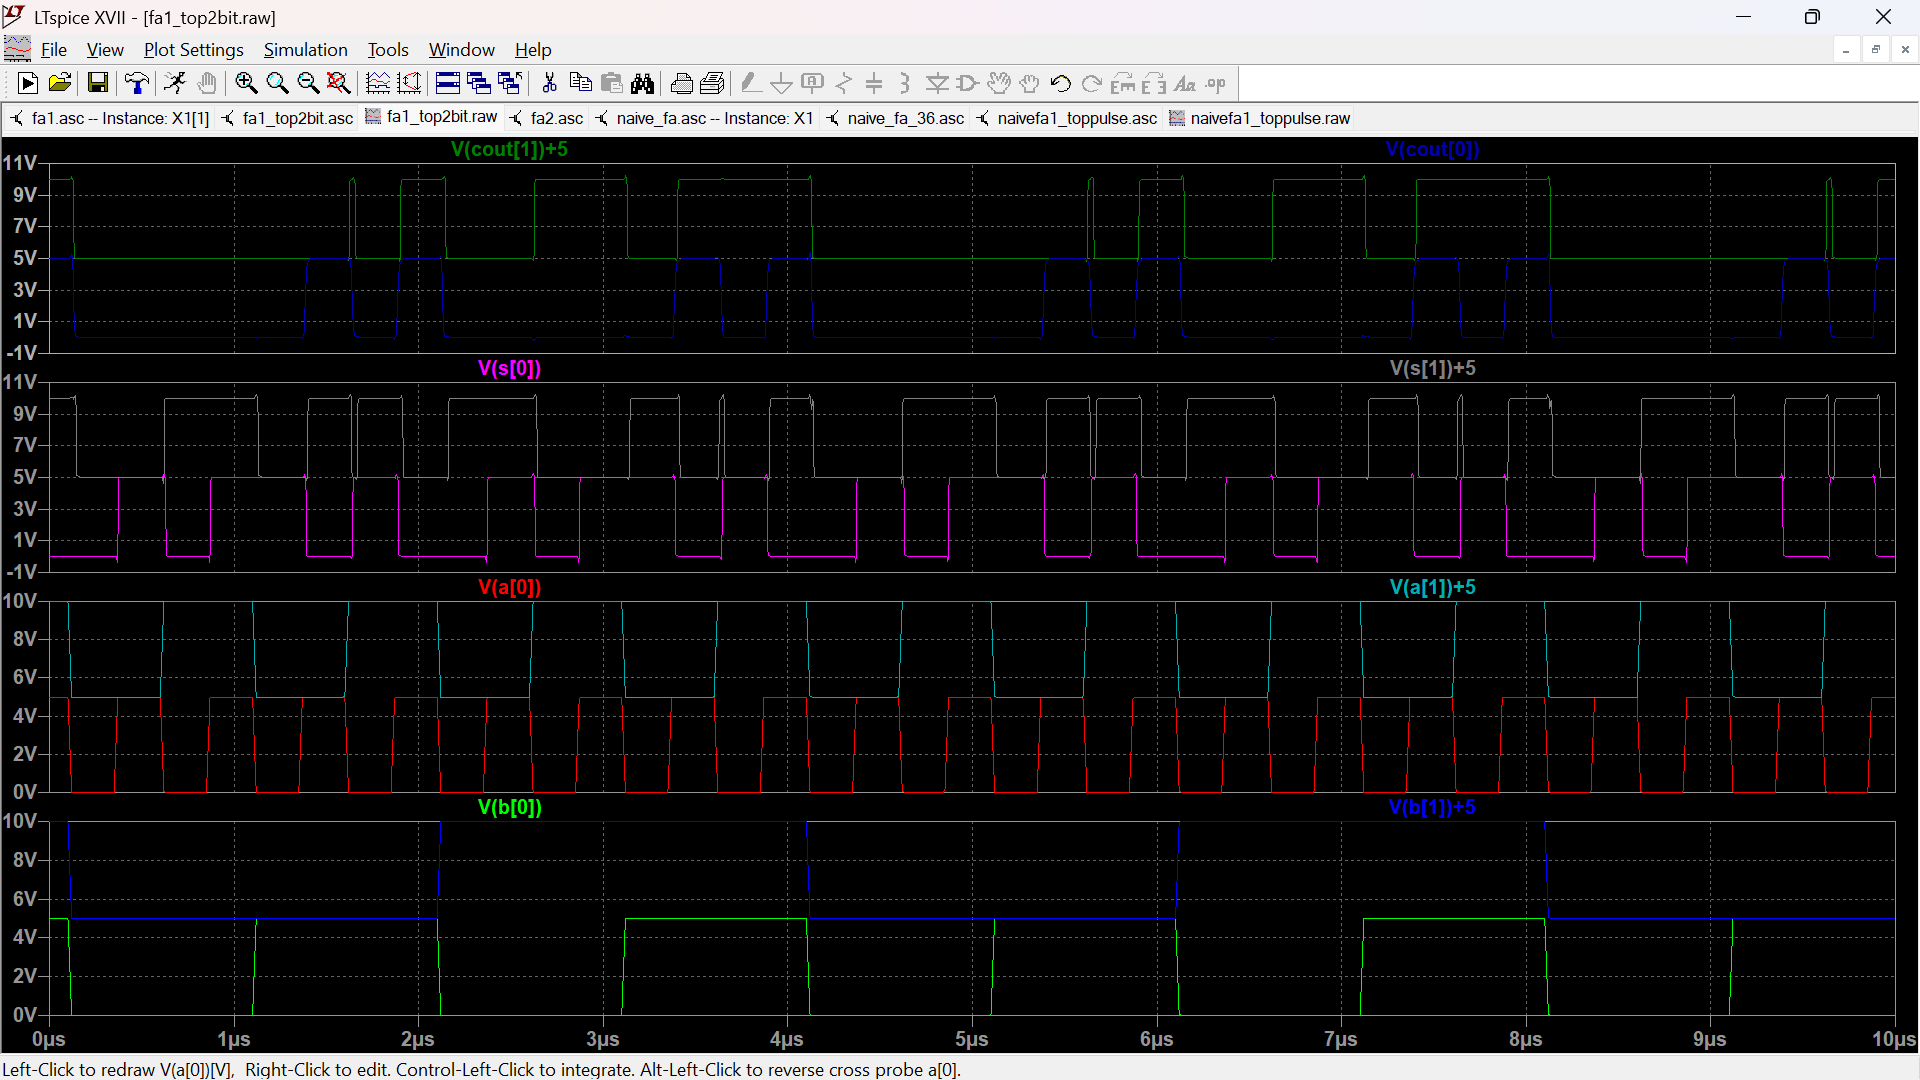 LTspice XVII - [fa1_top2bit.raw]
File View Plot Settings Simulation Tools Window Help
fa1.asc -- Instance: X1[1] fa1_top2bit.asc fa1_top2bit.raw fa2.asc naive_fa.asc -- Instance: X1 naive_fa_36.asc naivefa1_toppulse.asc naivefa1_toppulse.raw
V(cout[1])+5 V(cout[0])
11V
9V
7V
5V
3V
1V
-1V
V(s[0]) V(s[1])+5
11V
9V
7V
5V
3V
1V
-1V
V(a[0]) V(a[1])+5
10V
8V
6V
4V
2V
0V
V(b[0]) V(b[1])+5
10V
8V
6V
4V
2V
0V
0µs 1µs 2µs 3µs 4µs 5µs 6µs 7µs 8µs 9µs 10µs
Left-Click to redraw V(a[0])[V], Right-Click to edit. Control-Left-Click to integrate. Alt-Left-Click to reverse cross probe a[0].